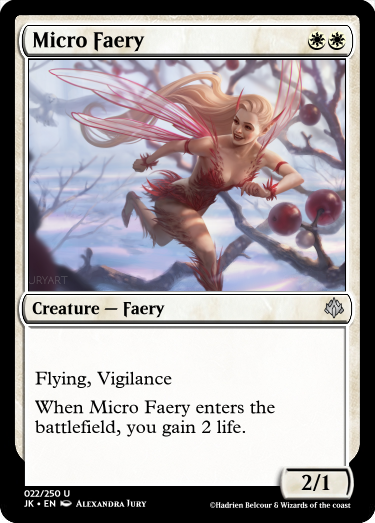 Micro Faery
JRYART
Creature — Faery
Flying, Vigilance
When Micro Faery enters the
battlefield, you gain 2 life.
022/250 U
JK • EN Alexandra Jury
2/1
©Hadrien Belcour & Wizards of the coast